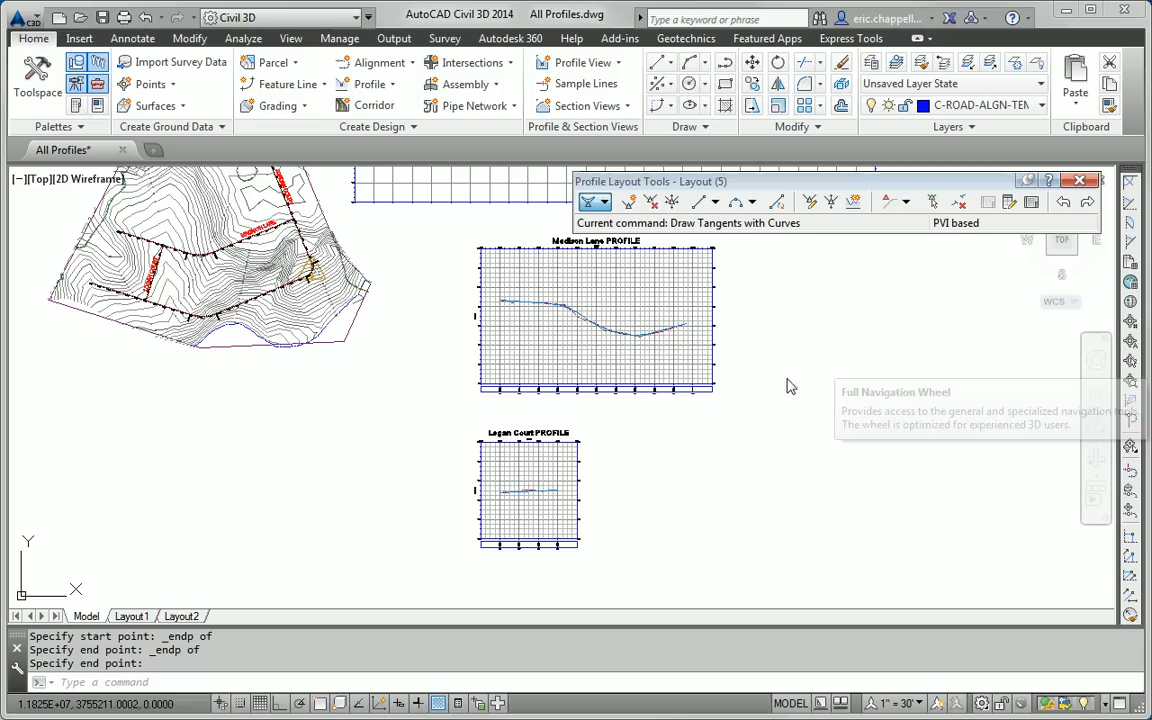 Civil 3D
AutoCAD Civil 3D 2014
All Profiles.dwg
Type a keyword or phrase
eric.chappell...
Home
Insert
Annotate
Modify
Analyze
View
Manage
Output
Survey
Autodesk 360
Help
Add-ins
Geotechnics
Featured Apps
Express Tools
Toolspace
Import Survey Data
Points
Surfaces
Parcel
Feature Line
Grading
Alignment
Profile
Corridor
Intersections
Assembly
Pipe Network
Profile View
Sample Lines
Section Views
Unsaved Layer State
C-ROAD-ALGN-TEN
Paste
Palettes
Create Ground Data
Create Design
Profile & Section Views
Draw
Modify
Layers
Clipboard
All Profiles*
[−][Top][2D Wireframe]
Profile Layout Tools - Layout (5)
Current command: Draw Tangents with Curves
PVI based
Madison Lane PROFILE
W
TOP
E
S
WCS
Full Navigation Wheel
Provides access to the general and specialized navigation tools.
The wheel is optimized for experienced 3D users.
Logan Court PROFILE
Y
X
Model
Layout1
Layout2
Specify start point: _endp of
Specify end point: _endp of
Specify end point:
Type a command
1.1825E+07, 3755211.0002, 0.0000
MODEL
1" = 30'